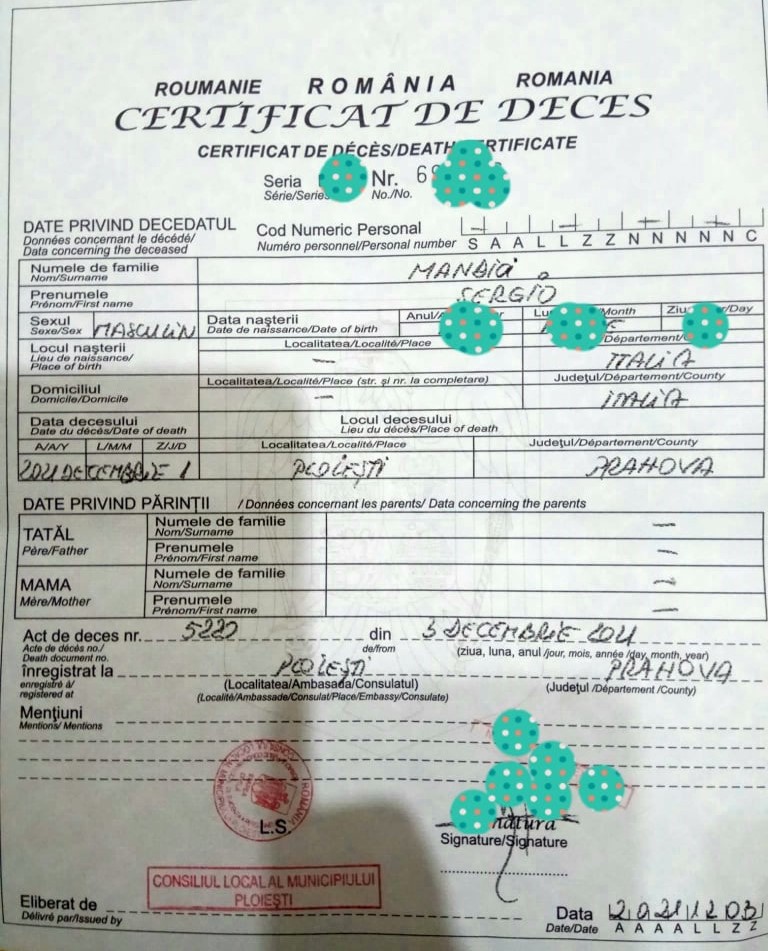 ROUMANIE ROMÂNIA ROMANIA
CERTIFICAT DE DECES
CERTIFICAT DE DÉCÈS/DEATH CERTIFICATE
Seria Nr. 6
Série/Series No./No.
DATE PRIVIND DECEDATUL
Données concernant le décédé/
Data concerning the deceased
Cod Numeric Personal
Numéro personnel/Personal number S A A L L Z Z N N N N N C
Numele de familie
Nom/Surname
MANDIA
Prenumele
Prénom/First name
SERGIO
Sexul
Sexe/Sex
MASCULIN
Data nașterii
Date de naissance/Date of birth
Anul/ Lu Month Ziu /Day
Locul nașterii
Lieu de naissance/
Place of birth
Localitatea/Localité/Place
—
Département/
ITALIA
Domiciliul
Domicile/Domicile
Localitatea/Localité/Place (str. și nr. la completare)
—
Județul/Département/County
ITALIA
Data decesului
Date du décès/Date of death
Locul decesului
Lieu du décès/Place of death
A/A/Y L/M/M Z/J/D Localitatea/Localité/Place Județul/Département/County
2021 DECEMBRIE 1 PLOIEȘTI PRAHOVA
DATE PRIVIND PĂRINȚII / Données concernant les parents/ Data concerning the parents
TATĂL
Père/Father
Numele de familie
Nom/Surname
—
Prenumele
Prénom/First name
—
MAMA
Mère/Mother
Numele de familie
Nom/Surname
—
Prenumele
Prénom/First name
—
Act de deces nr. 5220 din 3 DECEMBRIE 2021
Acte de décès no./
Death document no.
de/from
(ziua, luna, anul /jour, mois, année /day, month, year)
înregistrat la PLOIEȘTI PRAHOVA
enregistré à/
registered at
(Localitatea/Ambasada/Consulatul)
(Localité/Ambassade/Consulat/Place/Embassy/Consulate)
(Județul /Département /County)
Mențiuni
Mentions/ Mentions
L.S.
Signature/Signature
CONSILIUL LOCAL AL MUNICIPIULUI
PLOIEȘTI
Eliberat de
Délivré par/Issued by
Data 2021 12 03
Date/Date A A A A L L Z Z